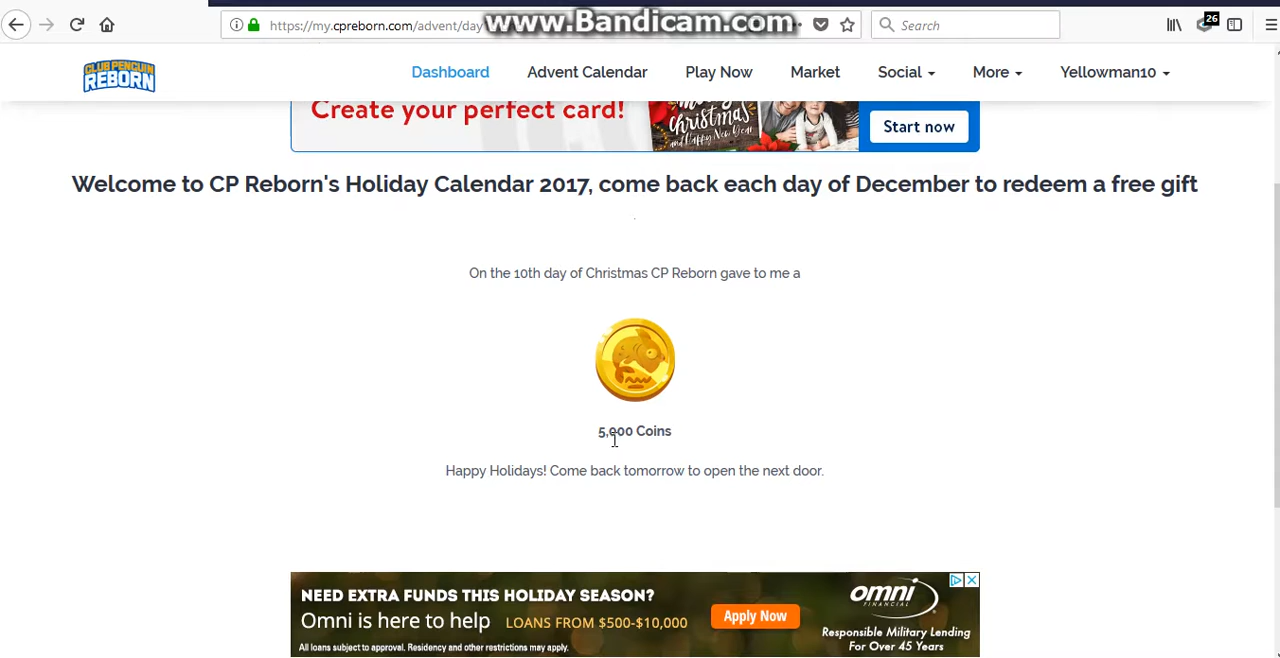 www.Bandicam.com
https://my.cpreborn.com/advent/day
Search
26
CLUB PENGUIN
REBORN
Dashboard
Advent Calendar
Play Now
Market
Social
More
Yellowman10
Create your perfect card!
Christmas
and Happy New Year
Start now
Welcome to CP Reborn's Holiday Calendar 2017, come back each day of December to redeem a free gift
On the 10th day of Christmas CP Reborn gave to me a
5,000 Coins
Happy Holidays! Come back tomorrow to open the next door.
NEED EXTRA FUNDS THIS HOLIDAY SEASON?
Omni is here to help LOANS FROM $500-$10,000
All loans subject to approval. Residency and other restrictions may apply.
Apply Now
omni
FINANCIAL
Responsible Military Lending
For Over 45 Years